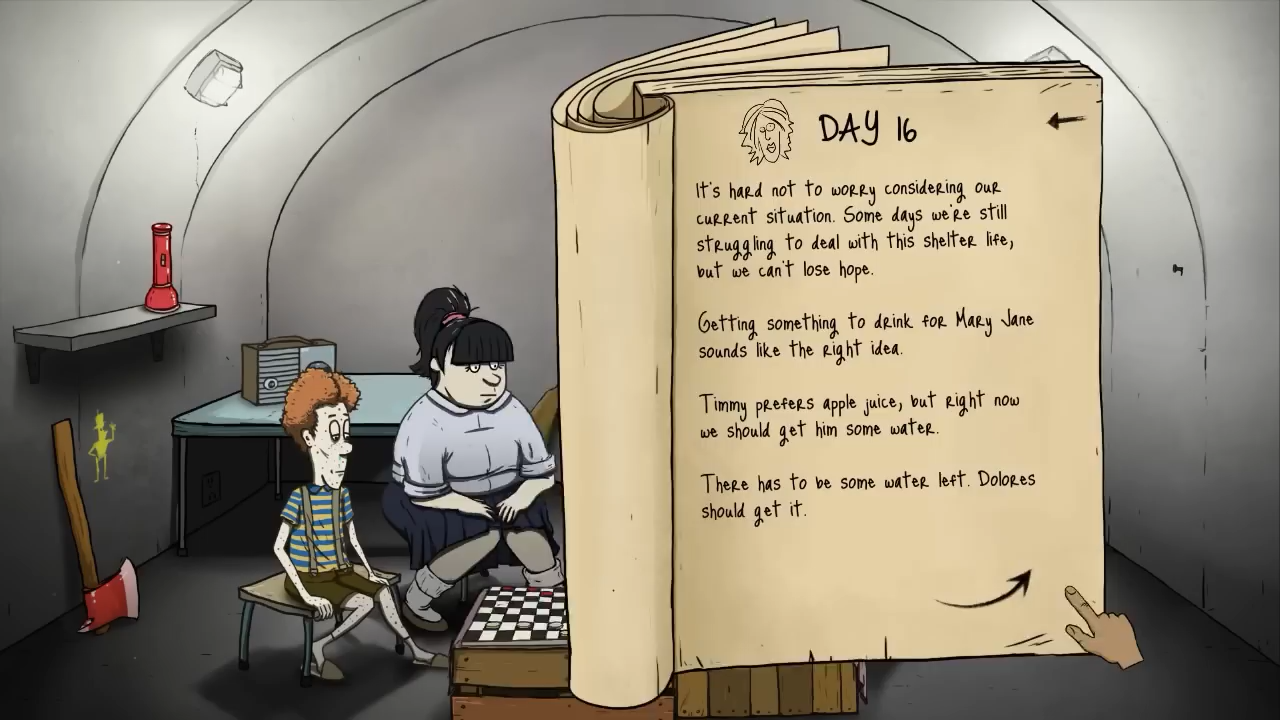 DAY 16
It's hard not to worry considering our
current situation. Some days we're still
struggling to deal with this shelter life,
but we can't lose hope.
Getting something to drink for Mary Jane
sounds like the right idea.
Timmy prefers apple juice, but right now
we should get him some water.
There has to be some water left. Dolores
should get it.